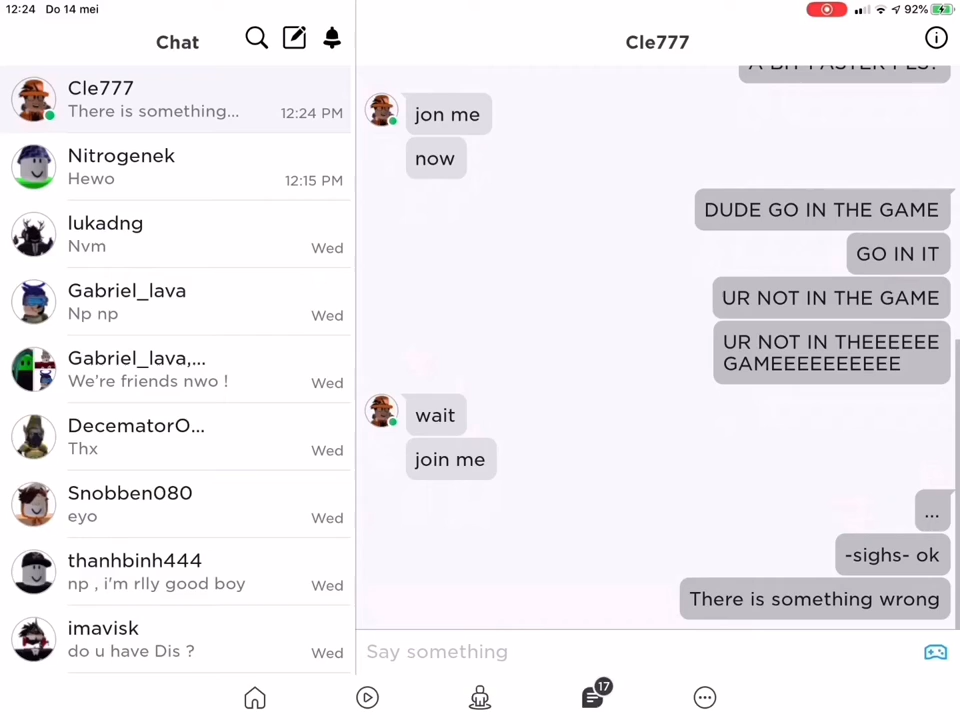 12:24 Do 14 mei
92%
Chat
Cle777
There is something...
12:24 PM
Nitrogenek
Hewo
12:15 PM
lukadng
Nvm
Wed
Gabriel_lava
Np np
Wed
Gabriel_lava,...
We're friends nwo !
Wed
DecematorO...
Thx
Wed
Snobben080
eyo
Wed
thanhbinh444
np , i'm rlly good boy
Wed
imavisk
do u have Dis ?
Wed
Cle777
A BIT FASTER PLS?
jon me
now
DUDE GO IN THE GAME
GO IN IT
UR NOT IN THE GAME
UR NOT IN THEEEEEE
GAMEEEEEEEEEE
wait
join me
...
-sighs- ok
There is something wrong
Say something
17